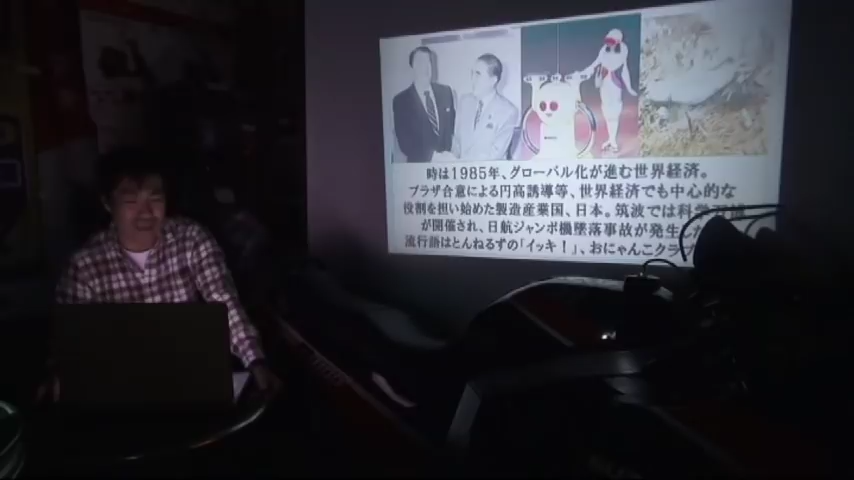 時は1985年、グローバル化が進む世界経済。
プラザ合意による円高誘導等、世界経済でも中心的な
役割を担い始めた製造産業国、日本。筑波では科学
が開催され、日航ジャンボ機墜落事故が発生した
流行語はとんねるずの「イッキ！」、おにゃんこクラブ